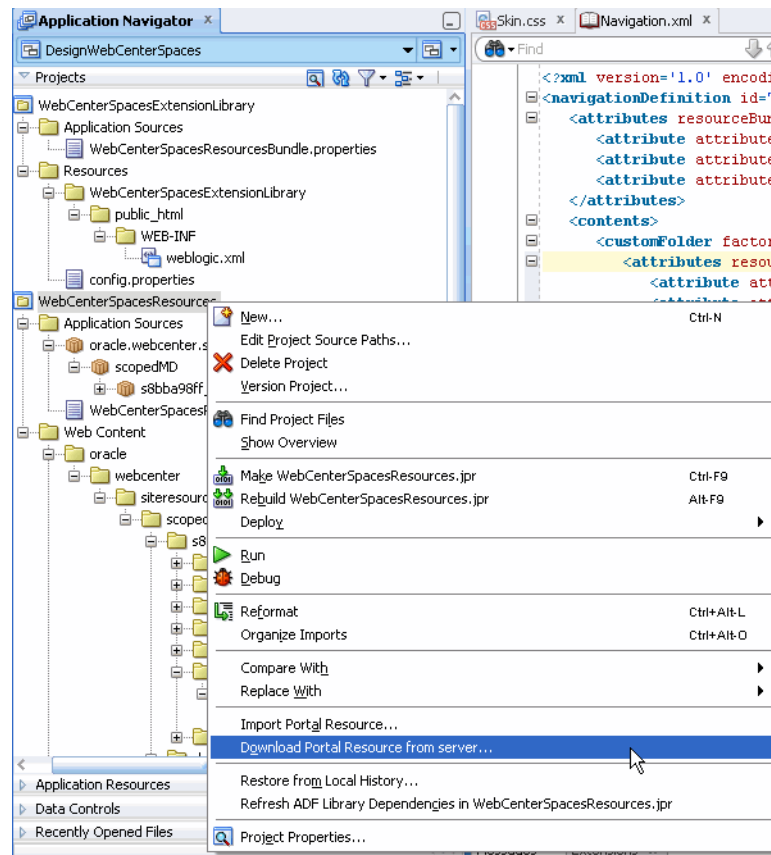 Application Navigator
Skin.css
Navigation.xml
DesignWebCenterSpaces
Find
Projects
WebCenterSpacesExtensionLibrary
Application Sources
WebCenterSpacesResourcesBundle.properties
Resources
WebCenterSpacesExtensionLibrary
public_html
WEB-INF
weblogic.xml
config.properties
WebCenterSpacesResources
Application Sources
oracle.webcenter.s
scopedMD
s8bba98ff_
WebCenterSpacesR
Web Content
oracle
webcenter
siteresourc
scoped
s8
Application Resources
Data Controls
Recently Opened Files
<?xml version='1.0' encodi
<navigationDefinition id="
<attributes resourceBun
<attribute attribute
<attribute attribute
<attribute attribute
</attributes>
<contents>
<customFolder factor
<attributes resou
<attribute att
New... Ctrl-N
Edit Project Source Paths...
Delete Project
Version Project...
Find Project Files
Show Overview
Make WebCenterSpacesResources.jpr Ctrl-F9
Rebuild WebCenterSpacesResources.jpr Alt-F9
Deploy
Run
Debug
Reformat Ctrl+Alt-L
Organize Imports Ctrl+Alt-O
Compare With
Replace With
Import Portal Resource...
Download Portal Resource from server...
Restore from Local History...
Refresh ADF Library Dependencies in WebCenterSpacesResources.jpr
Project Properties...